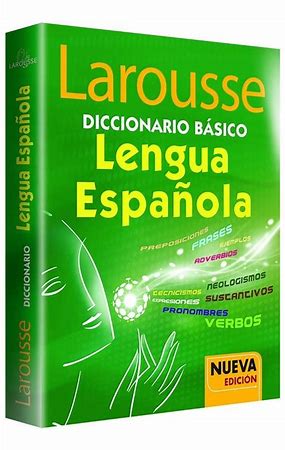 Larousse
DICCIONARIO BÁSICO
Lengua
Española
PREPOSICIONES
FRASES
EJEMPLOS
ADVERBIOS
NEOLOGISMOS
TECNICISMOS
SUSTANTIVOS
EXPRESIONES
PRONOMBRES
VERBOS
NUEVA
EDICIÓN
LAROUSSE
Larousse DICCIONARIO Lengua Española